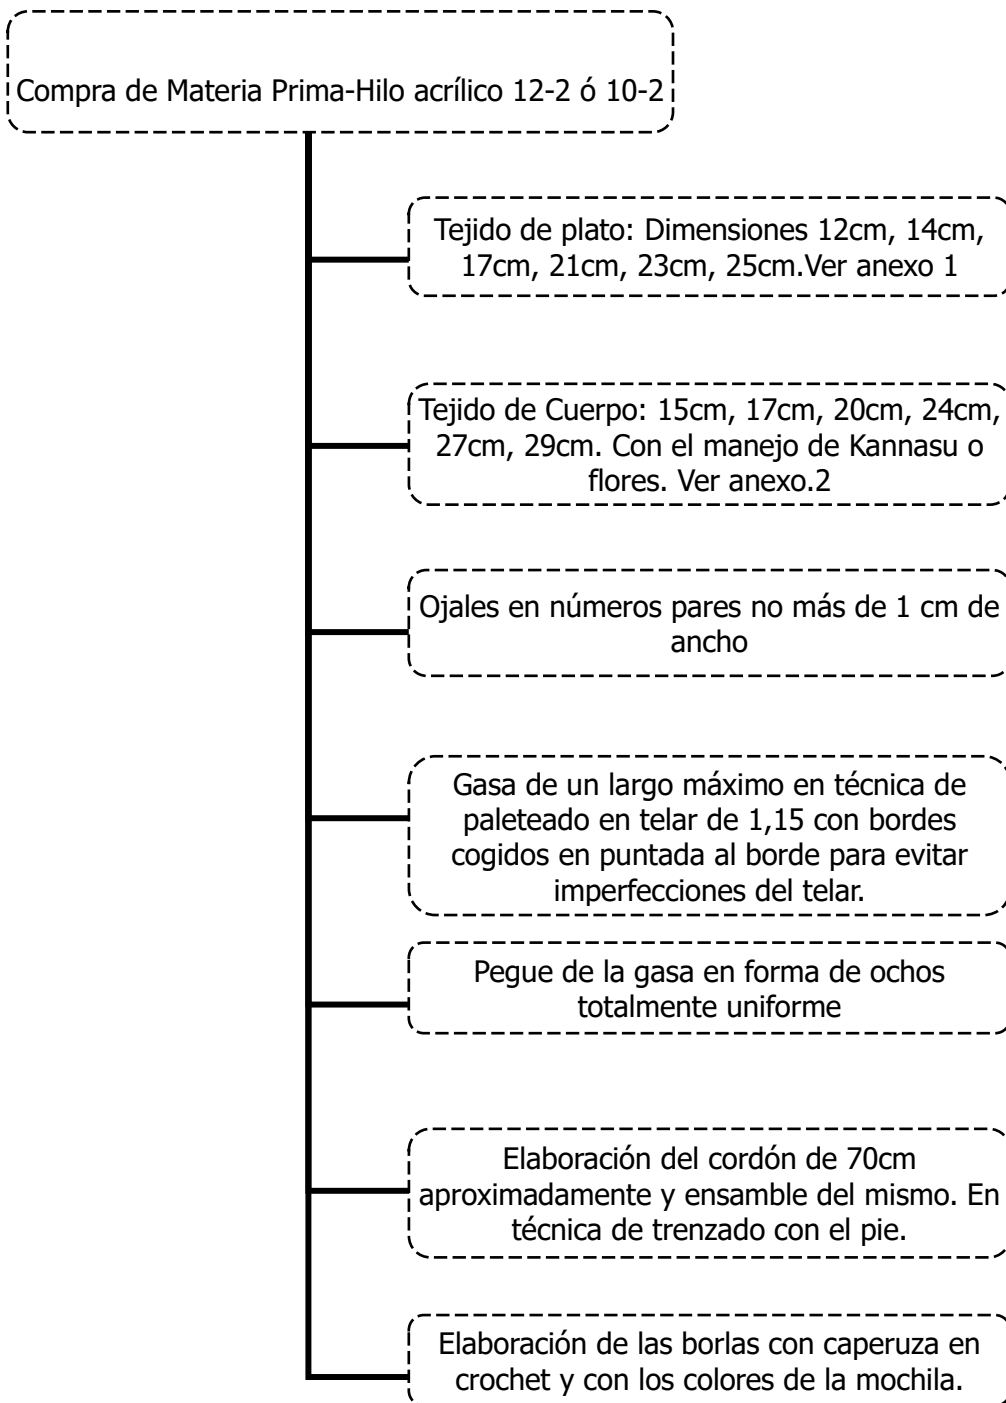 Compra de Materia Prima-Hilo acrílico 12-2 ó 10-2
Tejido de plato: Dimensiones 12cm, 14cm,
17cm, 21cm, 23cm, 25cm.Ver anexo 1
Tejido de Cuerpo: 15cm, 17cm, 20cm, 24cm,
27cm, 29cm. Con el manejo de Kannasu o
flores. Ver anexo.2
Ojales en números pares no más de 1 cm de
ancho
Gasa de un largo máximo en técnica de
paleteado en telar de 1,15 con bordes
cogidos en puntada al borde para evitar
imperfecciones del telar.
Pegue de la gasa en forma de ochos
totalmente uniforme
Elaboración del cordón de 70cm
aproximadamente y ensamble del mismo. En
técnica de trenzado con el pie.
Elaboración de las borlas con caperuza en
crochet y con los colores de la mochila.